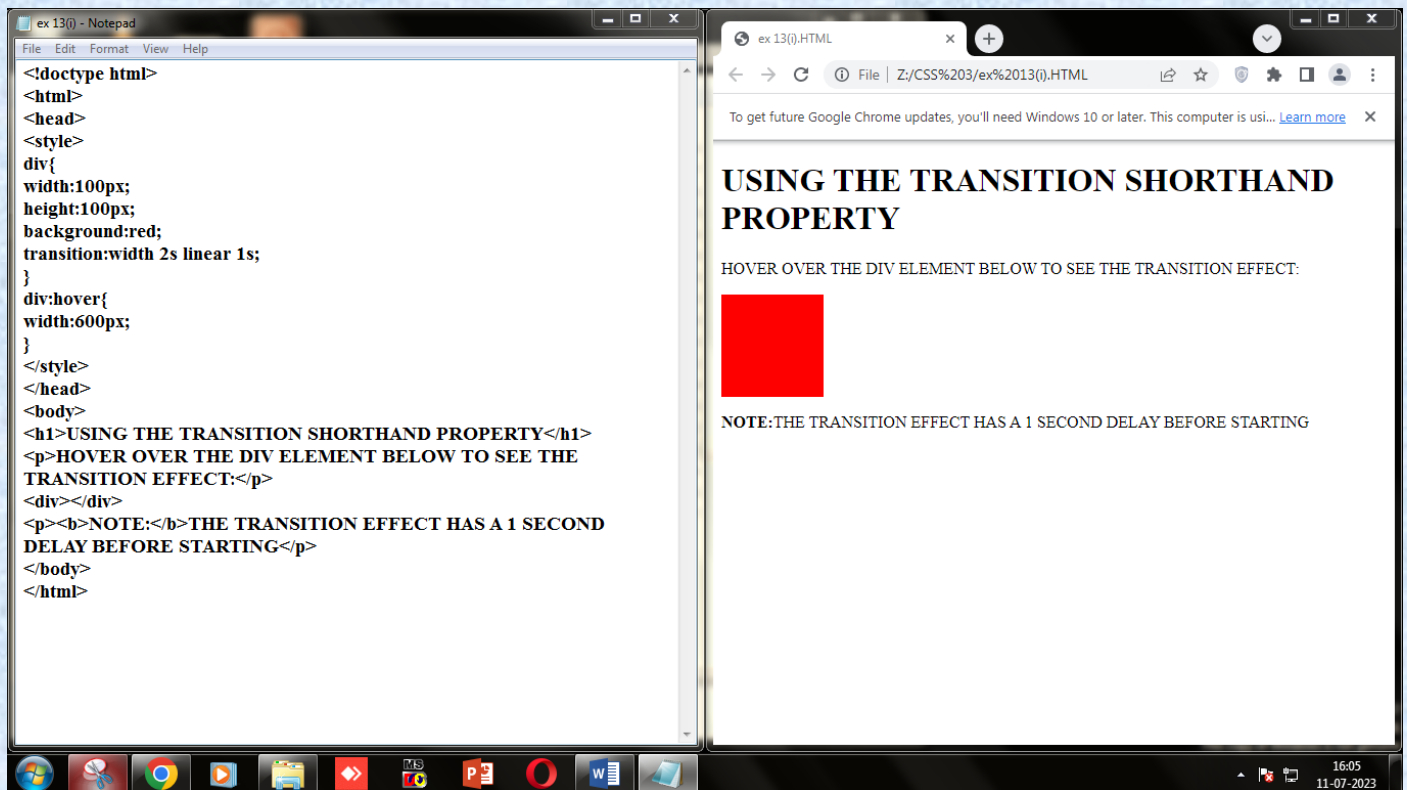 ex 13(i) - Notepad
File Edit Format View Help
<!doctype html>
<html>
<head>
<style>
div{
width:100px;
height:100px;
background:red;
transition:width 2s linear 1s;
}
div:hover{
width:600px;
}
</style>
</head>
<body>
<h1>USING THE TRANSITION SHORTHAND PROPERTY</h1>
<p>HOVER OVER THE DIV ELEMENT BELOW TO SEE THE
TRANSITION EFFECT:</p>
<div></div>
<p><b>NOTE:</b>THE TRANSITION EFFECT HAS A 1 SECOND
DELAY BEFORE STARTING</p>
</body>
</html>
ex 13(i).HTML
File Z:/CSS%203/ex%2013(i).HTML
To get future Google Chrome updates, you'll need Windows 10 or later. This computer is usi... Learn more
USING THE TRANSITION SHORTHAND
PROPERTY
HOVER OVER THE DIV ELEMENT BELOW TO SEE THE TRANSITION EFFECT:
NOTE:THE TRANSITION EFFECT HAS A 1 SECOND DELAY BEFORE STARTING
MS
P
W
16:05
11-07-2023